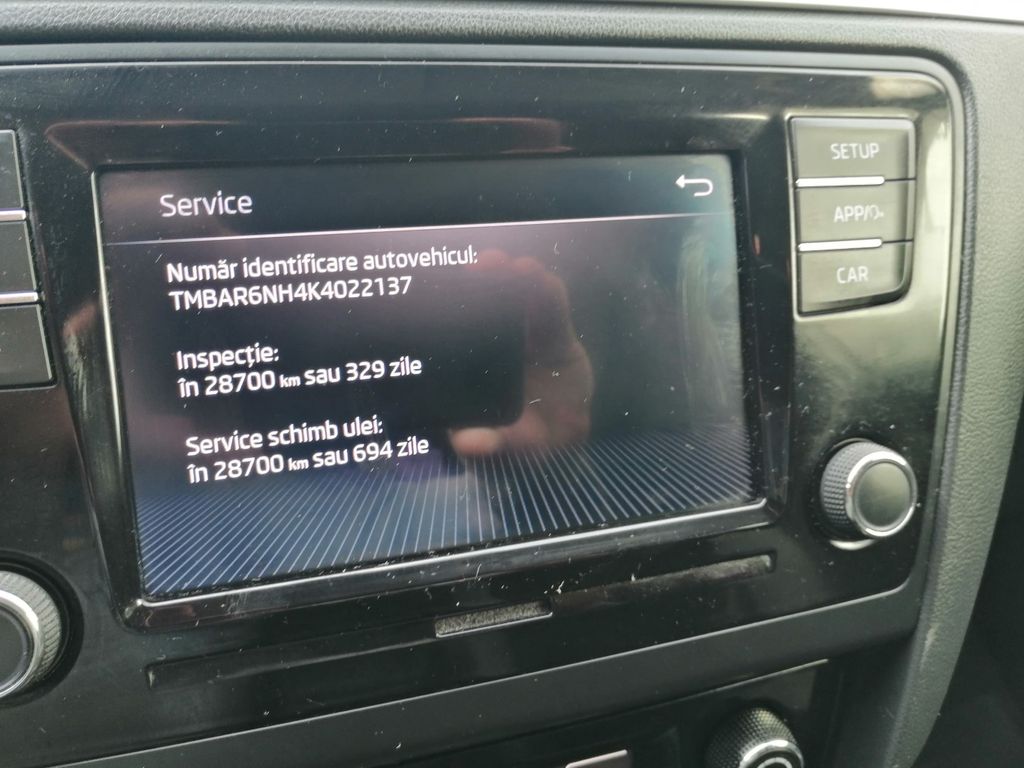 Service
Număr identificare autovehicul:
TMBAR6NH4K4022137
Inspecție:
în 28700 km sau 329 zile
Service schimb ulei:
în 28700 km sau 694 zile
SETUP
APP/
CAR